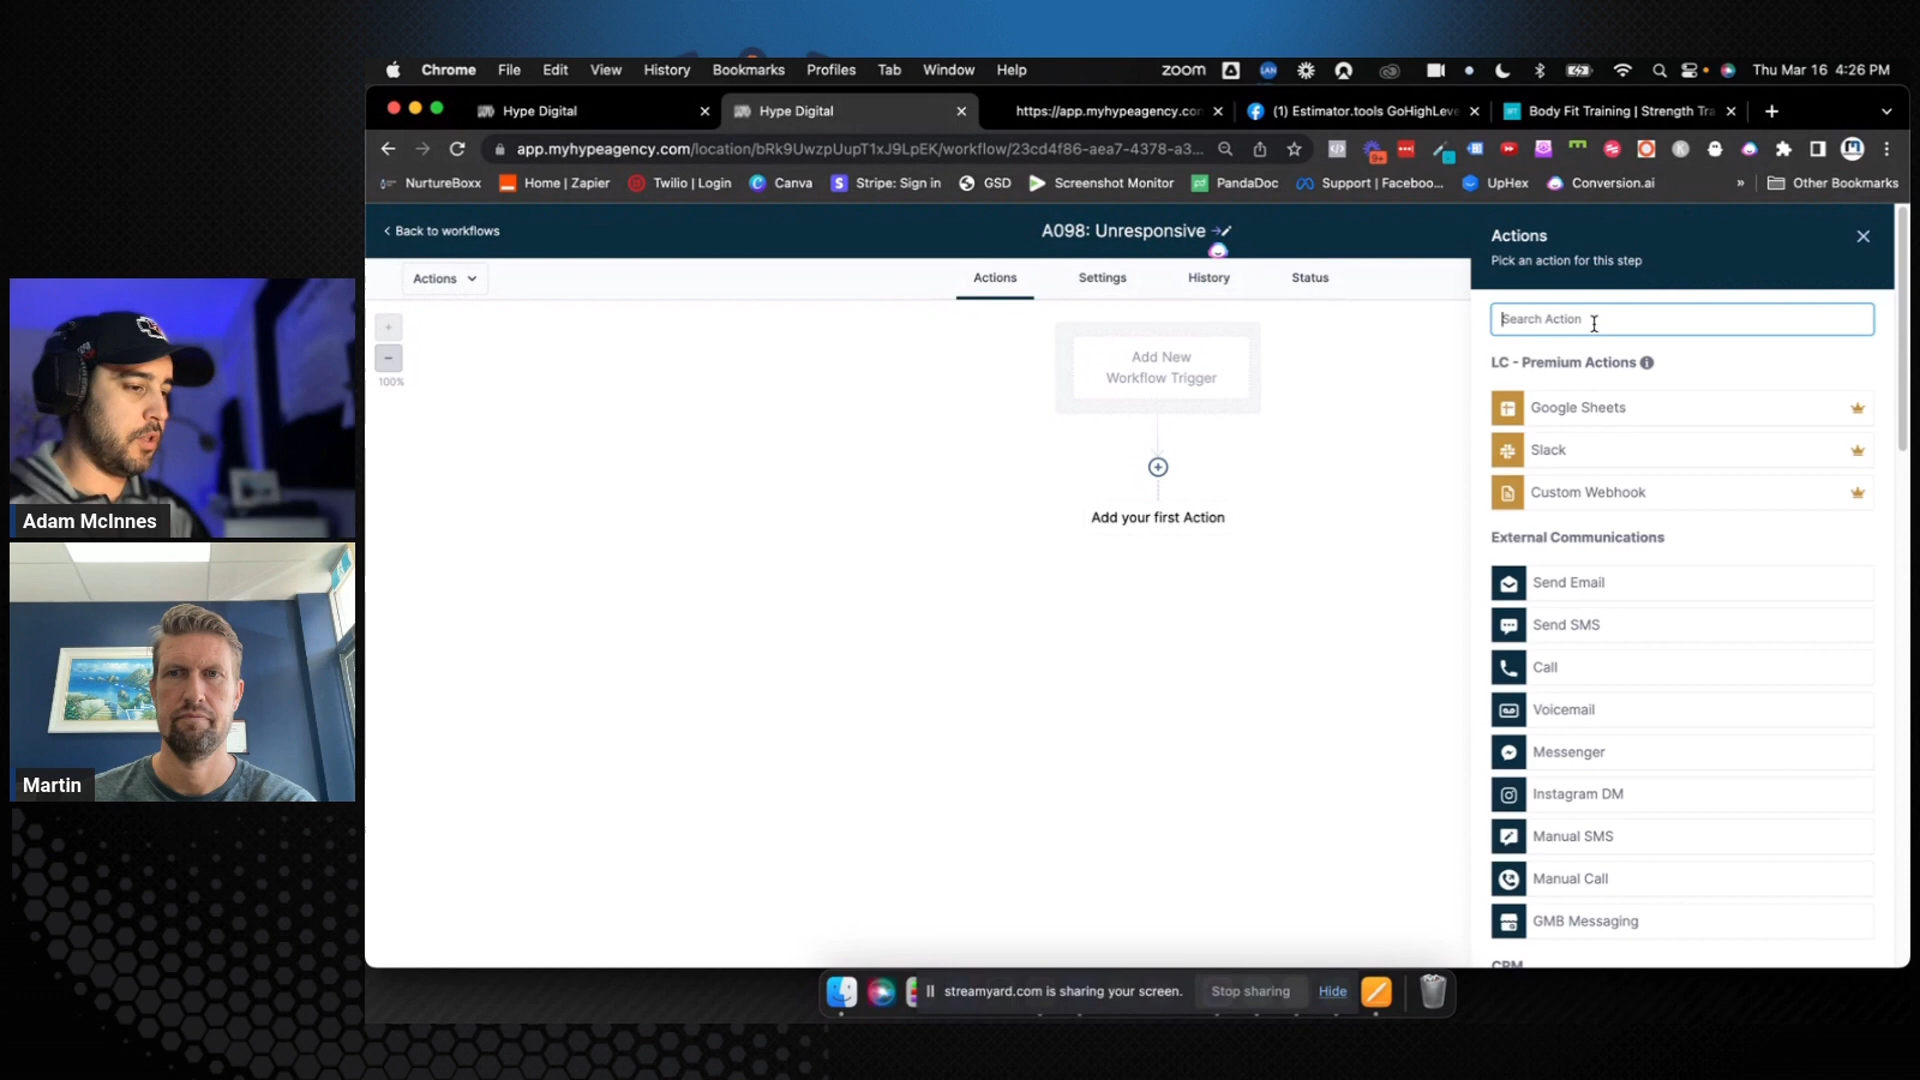 Chrome File Edit View History Bookmarks Profiles Tab Window Help zoom LAN Thu Mar 16 4:26 PM
Hype Digital Hype Digital https://app.myhypeagency.con (1) Estimator.tools GoHighLeve Body Fit Training | Strength Tra
app.myhypeagency.com/location/bRk9UwzpUupT1xJ9LpEK/workflow/23cd4f86-aea7-4378-a3... 9+
NurtureBoxx Home | Zapier Twilio | Login Canva Stripe: Sign in GSD Screenshot Monitor PandaDoc Support | Faceboo... UpHex Conversion.ai » Other Bookmarks
Back to workflows
A098: Unresponsive
Actions
Pick an action for this step
Actions
Actions Settings History Status
100%
Add New
Workflow Trigger
Add your first Action
Search Action
LC - Premium Actions
Google Sheets
Slack
Custom Webhook
External Communications
Send Email
Send SMS
Call
Voicemail
Messenger
Instagram DM
Manual SMS
Manual Call
GMB Messaging
CRM
Adam McInnes
Martin
streamyard.com is sharing your screen. Stop sharing Hide